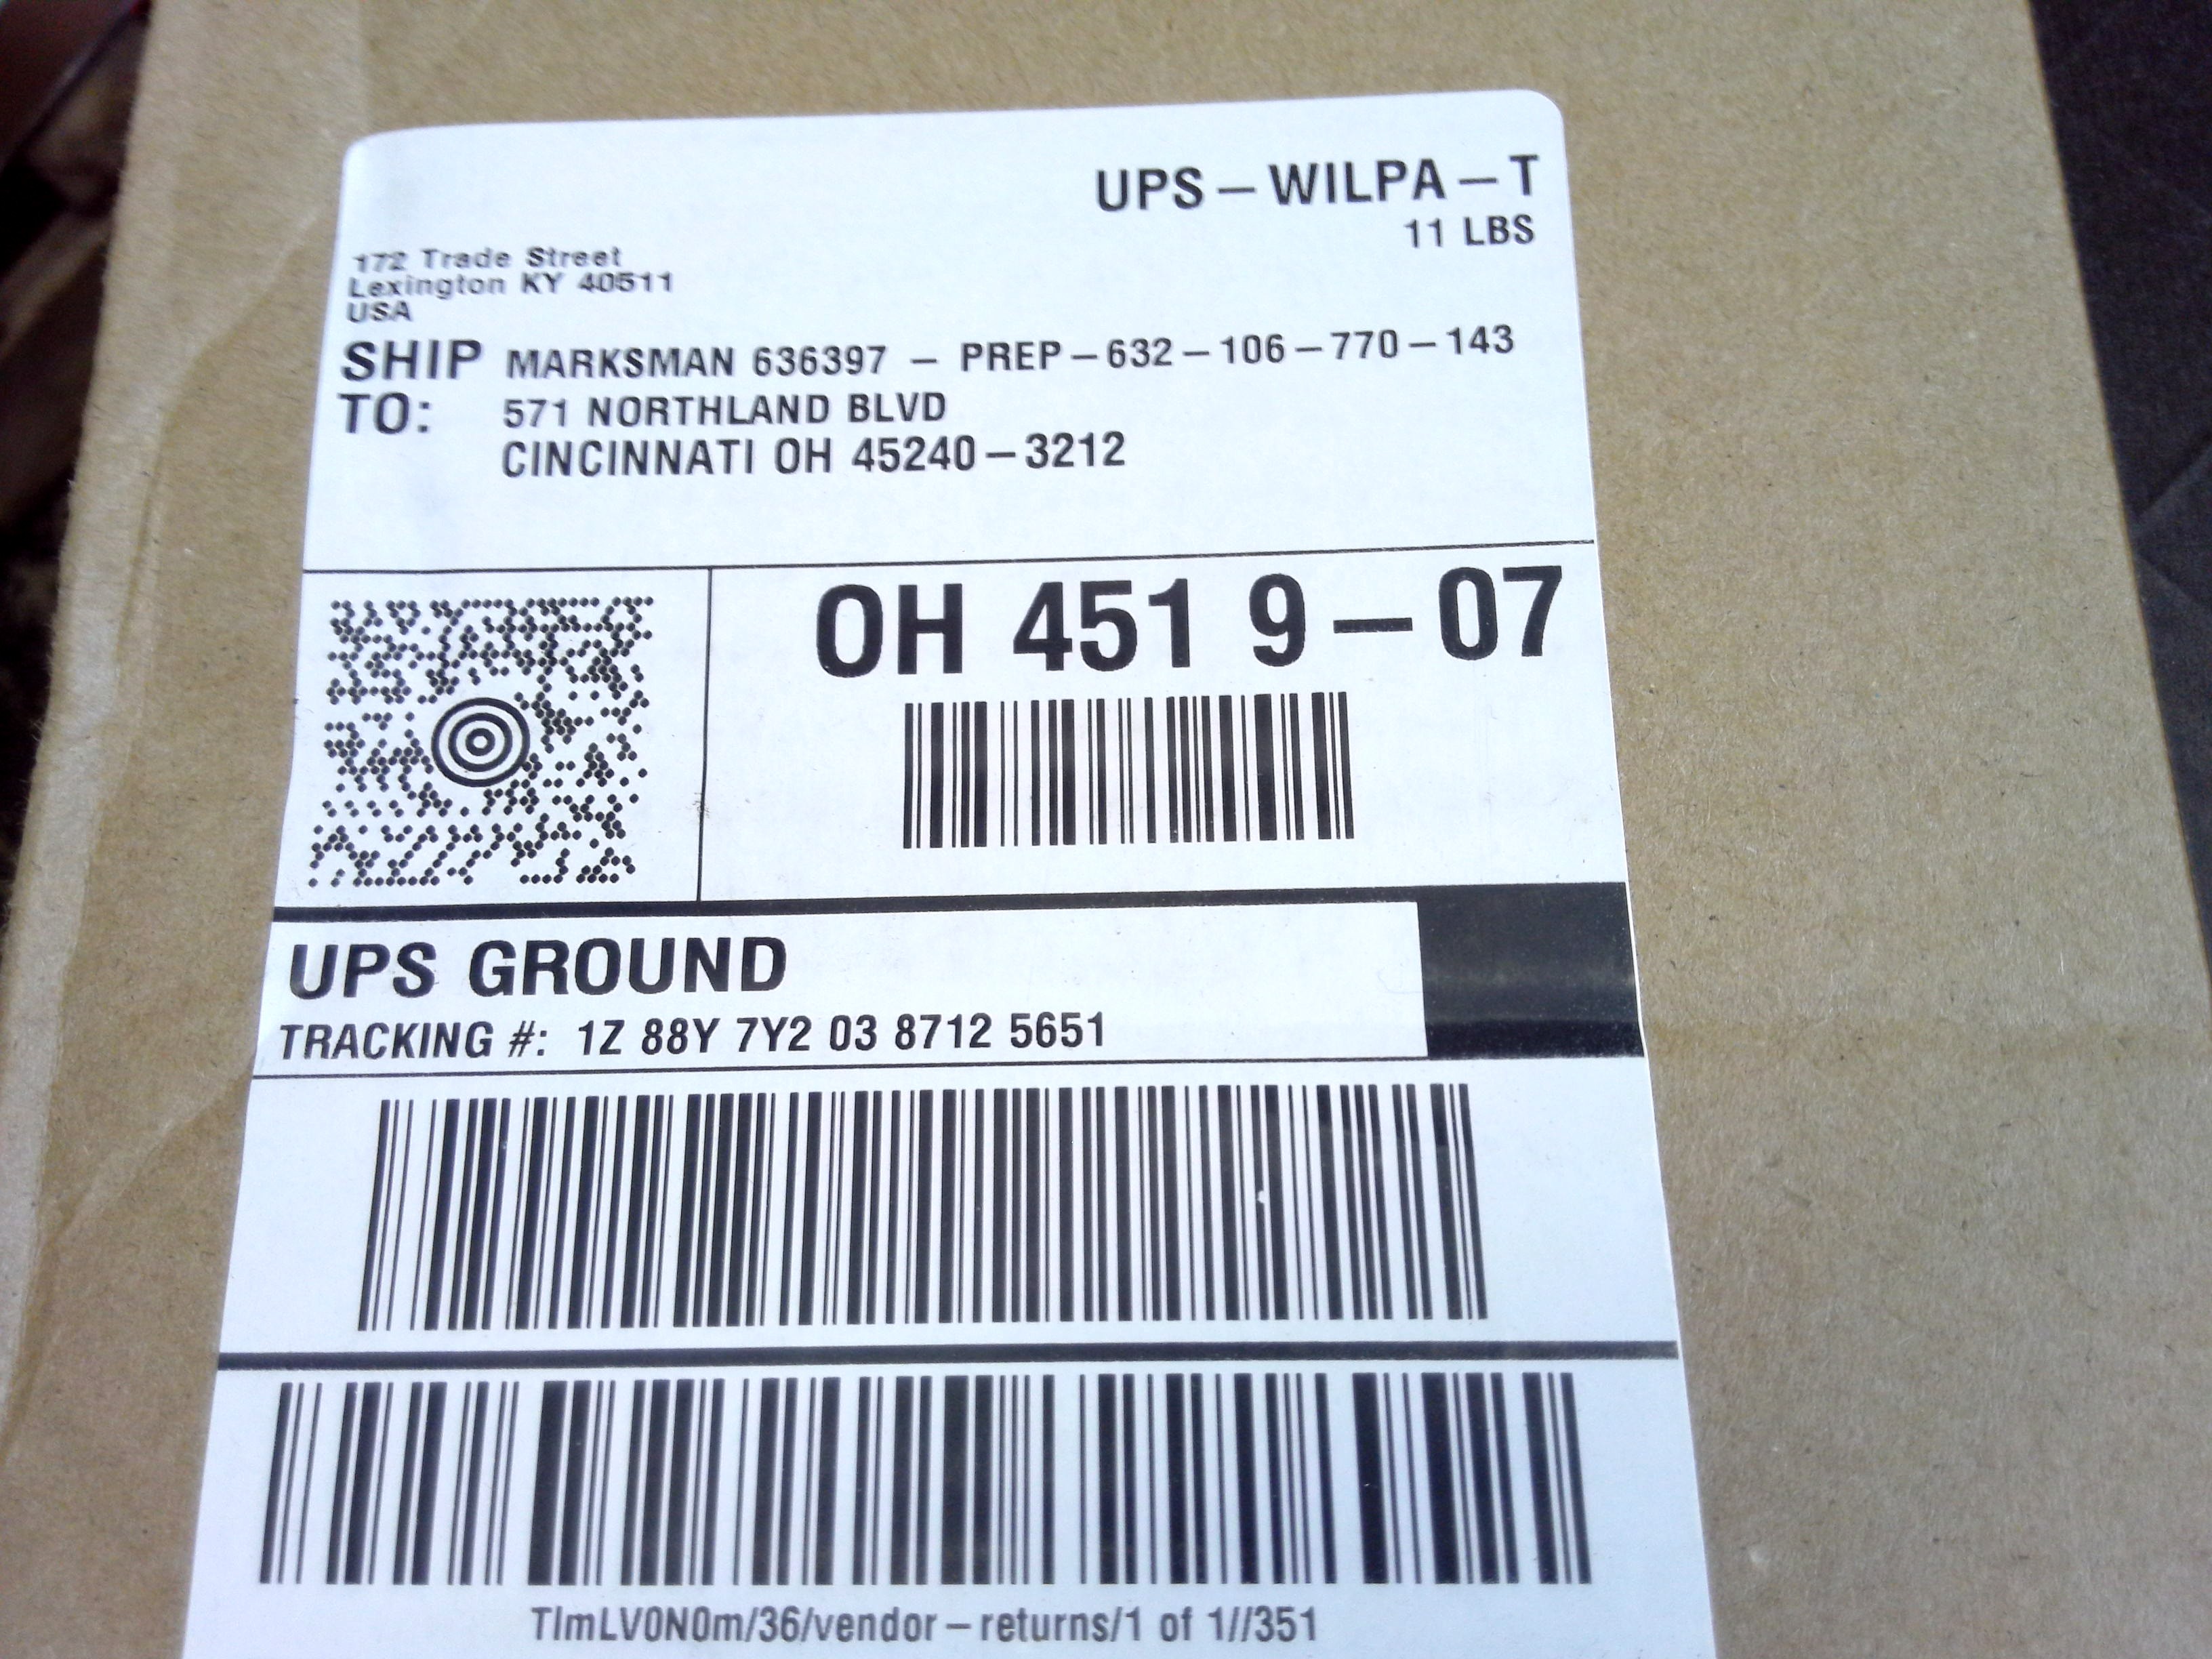 UPS – WILPA – T
11 LBS
172 Trade Street
Lexington KY 40511
USA
SHIP TO: MARKSMAN 636397 – PREP – 632 – 106 – 770 – 143
571 NORTHLAND BLVD
CINCINNATI OH 45240 – 3212
OH 451 9 – 07
UPS GROUND
TRACKING #: 1Z 88Y 7Y2 03 8712 5651
TImLV0N0m/36/vendor – returns/1 of 1//351